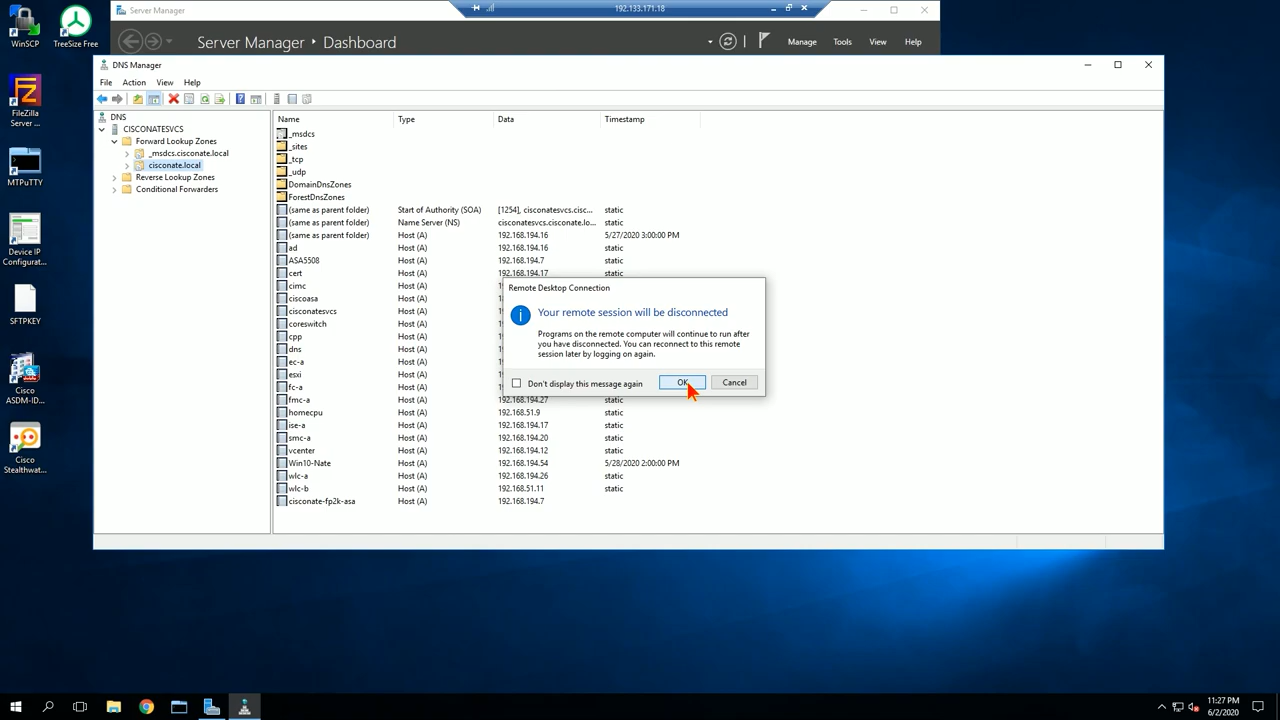 WinSCP
TreeSize Free
Server Manager
192.133.171.18
Server Manager • Dashboard
Manage
Tools
View
Help
DNS Manager
File
Action
View
Help
FileZilla
Server ...
MTPuTTY
Device IP
Configurat...
SFTPKEY
Cisco
ASDM-ID...
Cisco
Stealthwat...
DNS
CISCONATESVCS
Forward Lookup Zones
_msdcs.cisconate.local
cisconate.local
Reverse Lookup Zones
Conditional Forwarders
Name Type Data Timestamp
_msdcs
_sites
_tcp
_udp
DomainDnsZones
ForestDnsZones
(same as parent folder) Start of Authority (SOA) [1254], cisconatesvcs.cisc... static
(same as parent folder) Name Server (NS) cisconatesvcs.cisconate.lo... static
(same as parent folder) Host (A) 192.168.194.16 5/27/2020 3:00:00 PM
ad Host (A) 192.168.194.16 static
ASA5508 Host (A) 192.168.194.7 static
cert Host (A) 192.168.194.17 static
cimc Host (A)
ciscoasa Host (A)
cisconatesvcs Host (A)
coreswitch Host (A)
cpp Host (A)
dns Host (A)
ec-a Host (A)
esxi Host (A)
fc-a Host (A)
fmc-a Host (A) 192.168.194.27 static
homecpu Host (A) 192.168.51.9 static
ise-a Host (A) 192.168.194.17 static
smc-a Host (A) 192.168.194.20 static
vcenter Host (A) 192.168.194.12 static
Win10-Nate Host (A) 192.168.194.54 5/28/2020 2:00:00 PM
wlc-a Host (A) 192.168.194.26 static
wlc-b Host (A) 192.168.51.11 static
cisconate-fp2k-asa Host (A) 192.168.194.7
Remote Desktop Connection
Your remote session will be disconnected
Programs on the remote computer will continue to run after
you have disconnected. You can reconnect to this remote
session later by logging on again.
Don't display this message again
OK
Cancel
11:27 PM
6/2/2020